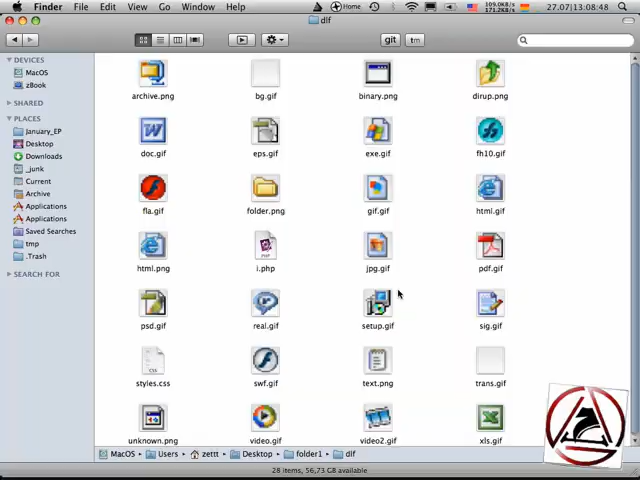 Finder File Edit View Go Window Help Home 109.0KB/s 171.2KB/s 27.07|13:08:48
dlf
git tm
DEVICES
MacOS
zBook
SHARED
PLACES
January_EP
Desktop
Downloads
_junk
Current
Archive
Applications
Applications
Saved Searches
tmp
.Trash
SEARCH FOR
archive.png bg.gif binary.png dirup.png
doc.gif eps.gif exe.gif fh10.gif
fla.gif folder.png gif.gif html.gif
html.png i.php jpg.gif pdf.gif
psd.gif real.gif setup.gif sig.gif
styles.css swf.gif text.png trans.gif
unknown.png video.gif video2.gif xls.gif
MacOS Users zettt Desktop folder1 dlf
28 items, 56,73 GB available